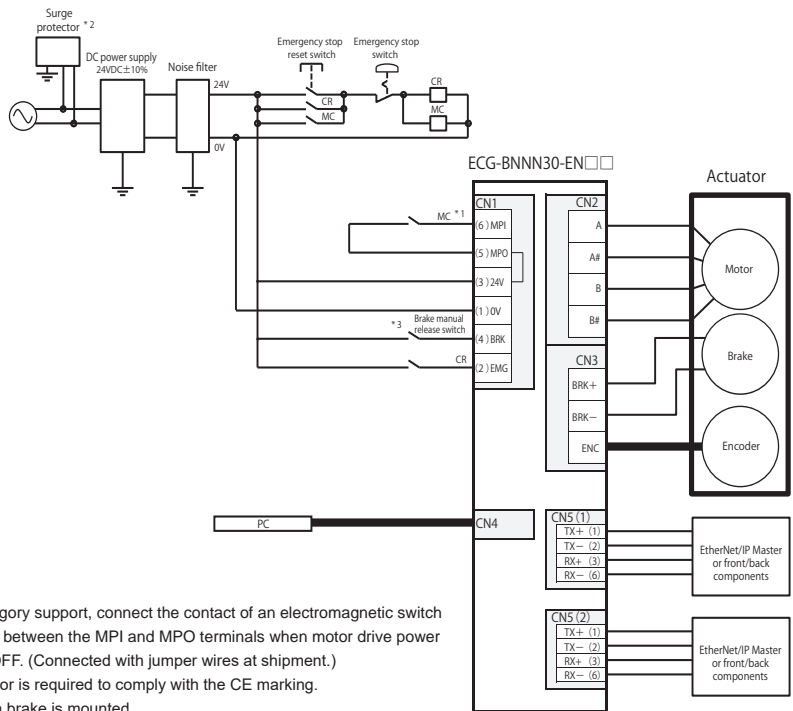 Surge
protector *2
DC power supply
24VDC±10%
Noise filter
24V
0V
Emergency stop
reset switch
Emergency stop
switch
CR
MC
CR
MC
ECG-BNNN30-EN□□
Actuator
CN1
(6) MPI
(5) MPO
(3) 24V
(1) 0V
(4) BRK
(2) EMG
MC *1
*3
Brake manual
release switch
CR
CN2
A
A#
B
B#
CN3
BRK+
BRK−
ENC
Motor
Brake
Encoder
PC
CN4
CN5 (1)
TX+ (1)
TX− (2)
RX+ (3)
RX− (6)
EtherNet/IP Master
or front/back
components
CN5 (2)
TX+ (1)
TX− (2)
RX+ (3)
RX− (6)
EtherNet/IP Master
or front/back
components
gory support, connect the contact of an electromagnetic switch
between the MPI and MPO terminals when motor drive power
OFF. (Connected with jumper wires at shipment.)
or is required to comply with the CE marking.
brake is mounted.